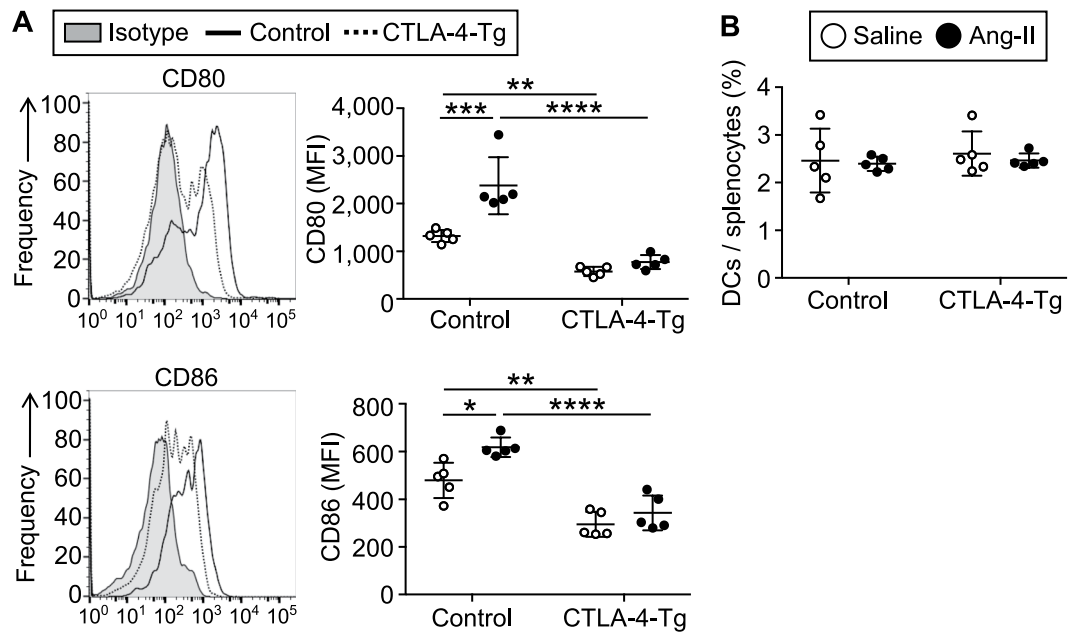 A
Isotype Control CTLA-4-Tg
CD80
Frequency
100
80
60
40
20
0
10⁰ 10¹ 10² 10³ 10⁴ 10⁵
CD80 (MFI)
4,000
3,000
2,000
1,000
0
**
*** ****
Control CTLA-4-Tg
CD86
Frequency
100
80
60
40
20
0
10⁰ 10¹ 10² 10³ 10⁴ 10⁵
CD86 (MFI)
800
600
400
200
0
**
* ****
Control CTLA-4-Tg
B
Saline Ang-II
DCs / splenocytes (%)
4
3
2
1
0
Control CTLA-4-Tg